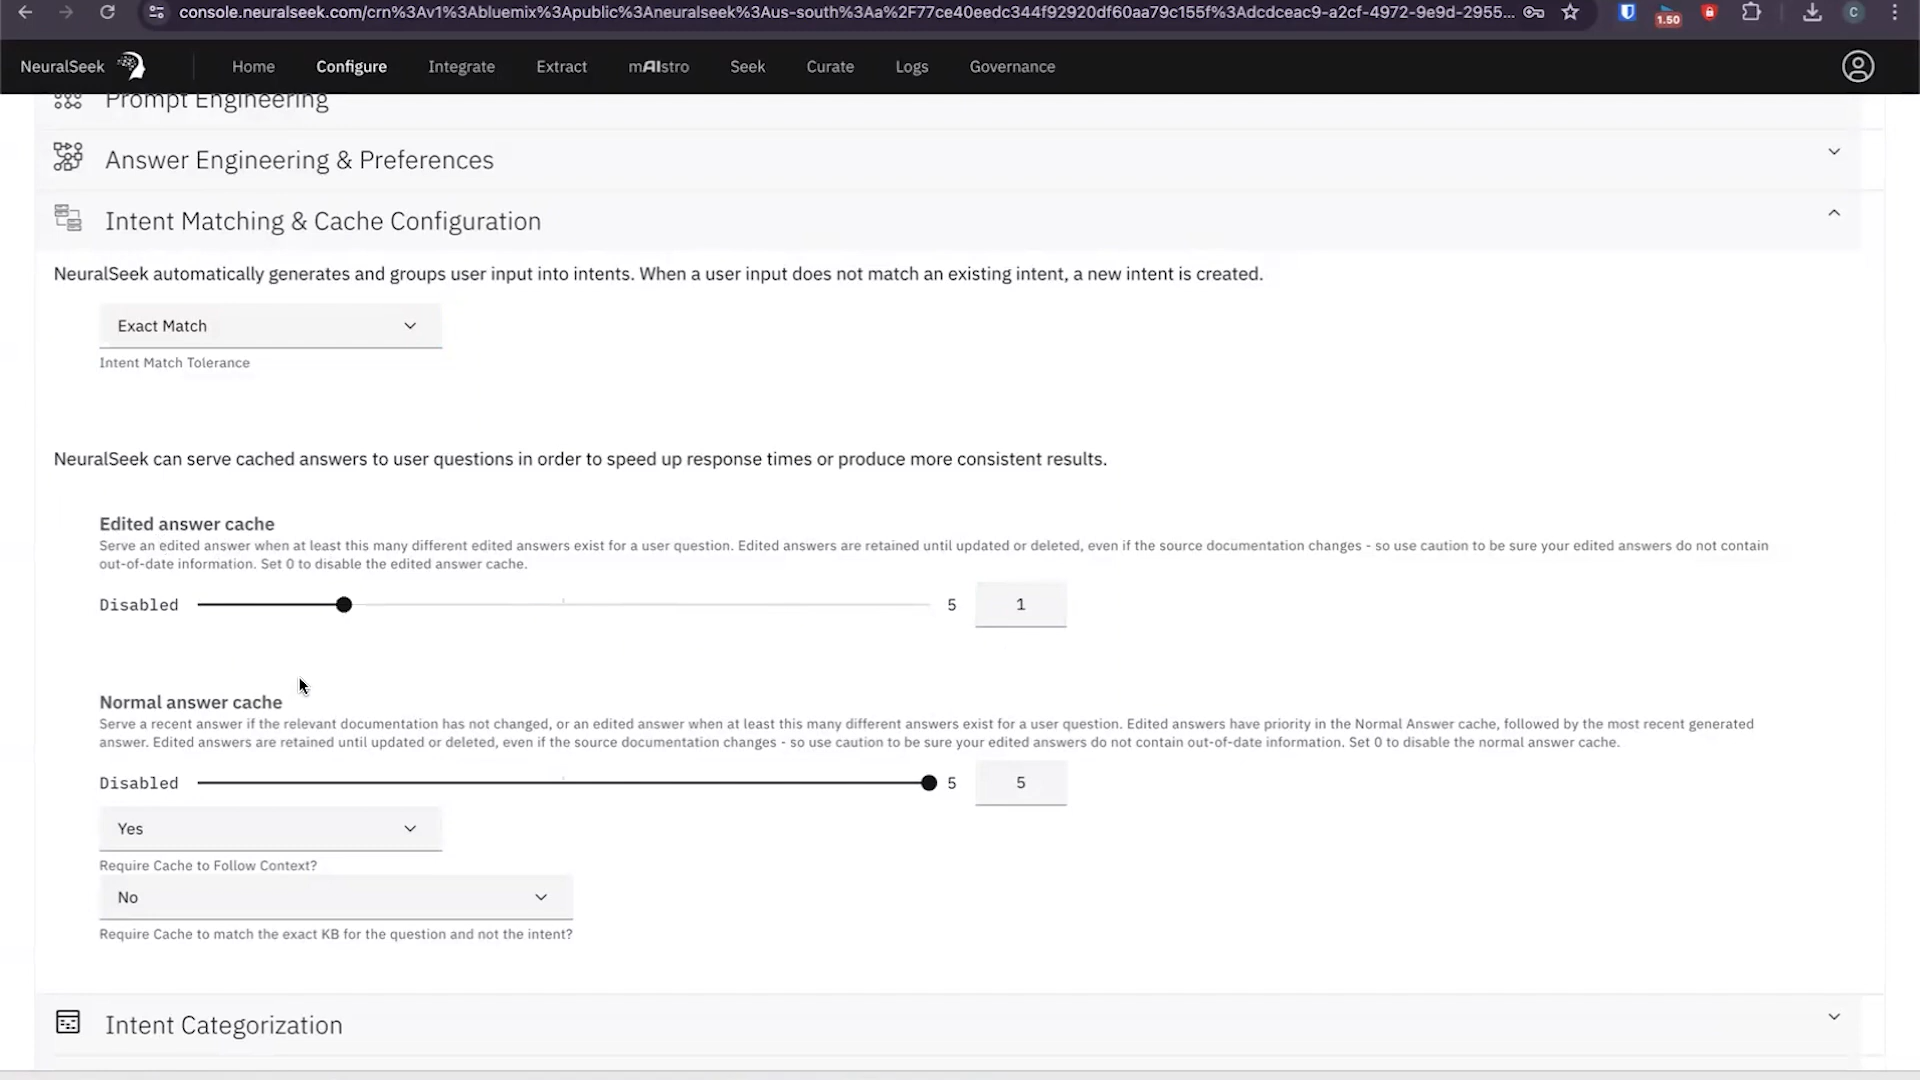 console.neuralseek.com/crn%3Av1%3Abluemix%3Apublic%3Aneuralseek%3Aus-south%3Aa%2F77ce40eedc344f92920df60aa79c155f%3Adcdceac9-a2cf-4972-9e9d-2955...
1.50
C
NeuralSeek
Home
Configure
Integrate
Extract
mAIstro
Seek
Curate
Logs
Governance
Prompt Engineering
Answer Engineering & Preferences
Intent Matching & Cache Configuration
NeuralSeek automatically generates and groups user input into intents. When a user input does not match an existing intent, a new intent is created.
Exact Match
Intent Match Tolerance
NeuralSeek can serve cached answers to user questions in order to speed up response times or produce more consistent results.
Edited answer cache
Serve an edited answer when at least this many different edited answers exist for a user question. Edited answers are retained until updated or deleted, even if the source documentation changes - so use caution to be sure your edited answers do not contain
out-of-date information. Set 0 to disable the edited answer cache.
Disabled 5 1
Normal answer cache
Serve a recent answer if the relevant documentation has not changed, or an edited answer when at least this many different answers exist for a user question. Edited answers have priority in the Normal Answer cache, followed by the most recent generated
answer. Edited answers are retained until updated or deleted, even if the source documentation changes - so use caution to be sure your edited answers do not contain out-of-date information. Set 0 to disable the normal answer cache.
Disabled 5 5
Yes
Require Cache to Follow Context?
No
Require Cache to match the exact KB for the question and not the intent?
Intent Categorization